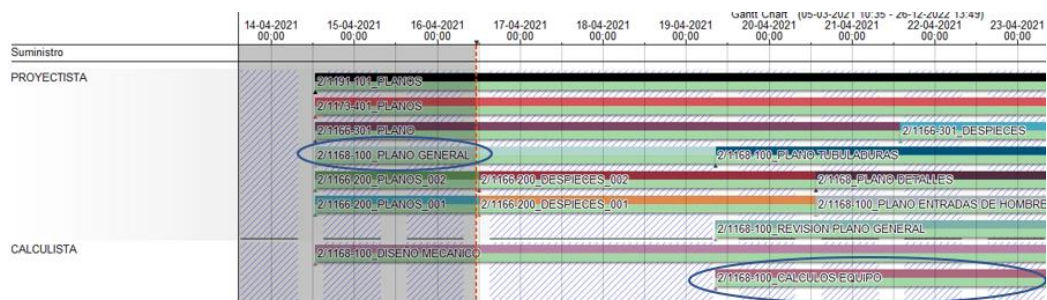 Gantt Chart (05-03-2021 10:35 - 26-12-2022 13:49)
14-04-2021 15-04-2021 16-04-2021 17-04-2021 18-04-2021 19-04-2021 20-04-2021 21-04-2021 22-04-2021 23-04-2021
00:00 00:00 00:00 00:00 00:00 00:00 00:00 00:00 00:00 00:00
Suministro
PROYECTISTA 2/1191-101_PLANOS
2/1173-401_PLANOS
2/1166-301_PLANO 2/1166-301_DESPIECES
2/1168-100_PLANO GENERAL 2/1168-100_PLANO TUBULADURAS
2/1166-200_PLANOS_002 2/1166-200_DESPIECES_002 2/1168_PLANO DETALLES
2/1166-200_PLANOS_001 2/1166-200_DESPIECES_001 2/1168-100_PLANO ENTRADAS DE HOMBRE
2/1168-100_REVISION PLANO GENERAL
CALCULISTA 2/1168-100_DISEÑO MECANICO
2/1168-100_CALCULOS EQUIPO